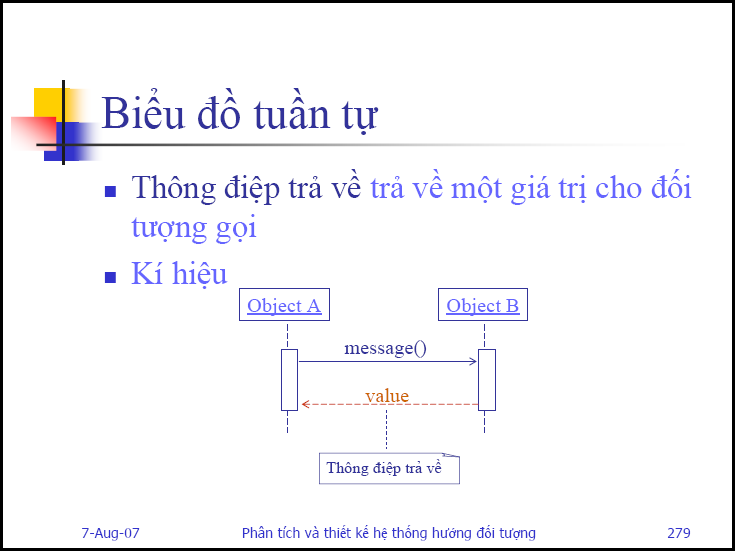 Biểu đồ tuần tự
Thông điệp trả về trả về một giá trị cho đối
tượng gọi
Kí hiệu
Object A
Object B
message()
value
Thông điệp trả về
7-Aug-07
Phân tích và thiết kế hệ thống hướng đối tượng
279